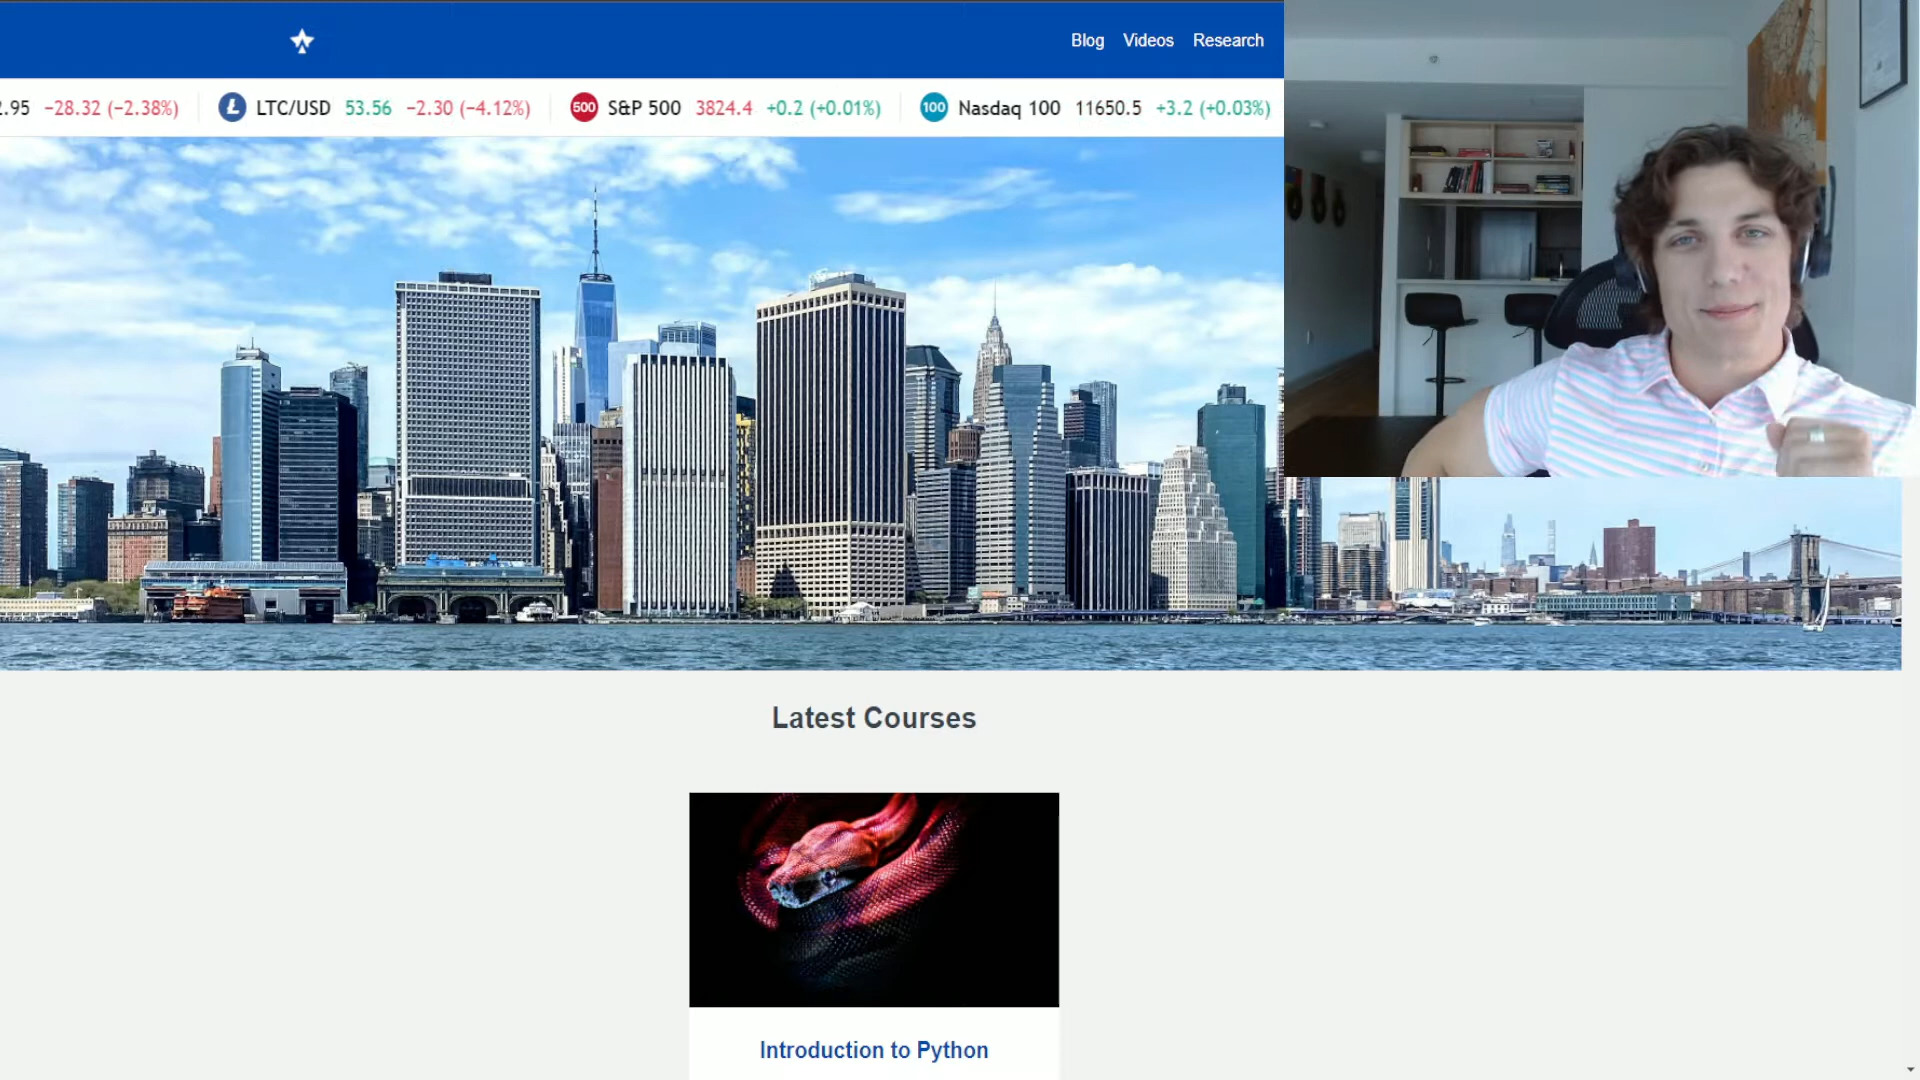 Blog Videos Research
2.95 −28.32 (−2.38%) LTC/USD 53.56 −2.30 (−4.12%) 500 S&P 500 3824.4 +0.2 (+0.01%) 100 Nasdaq 100 11650.5 +3.2 (+0.03%)
Latest Courses
Introduction to Python